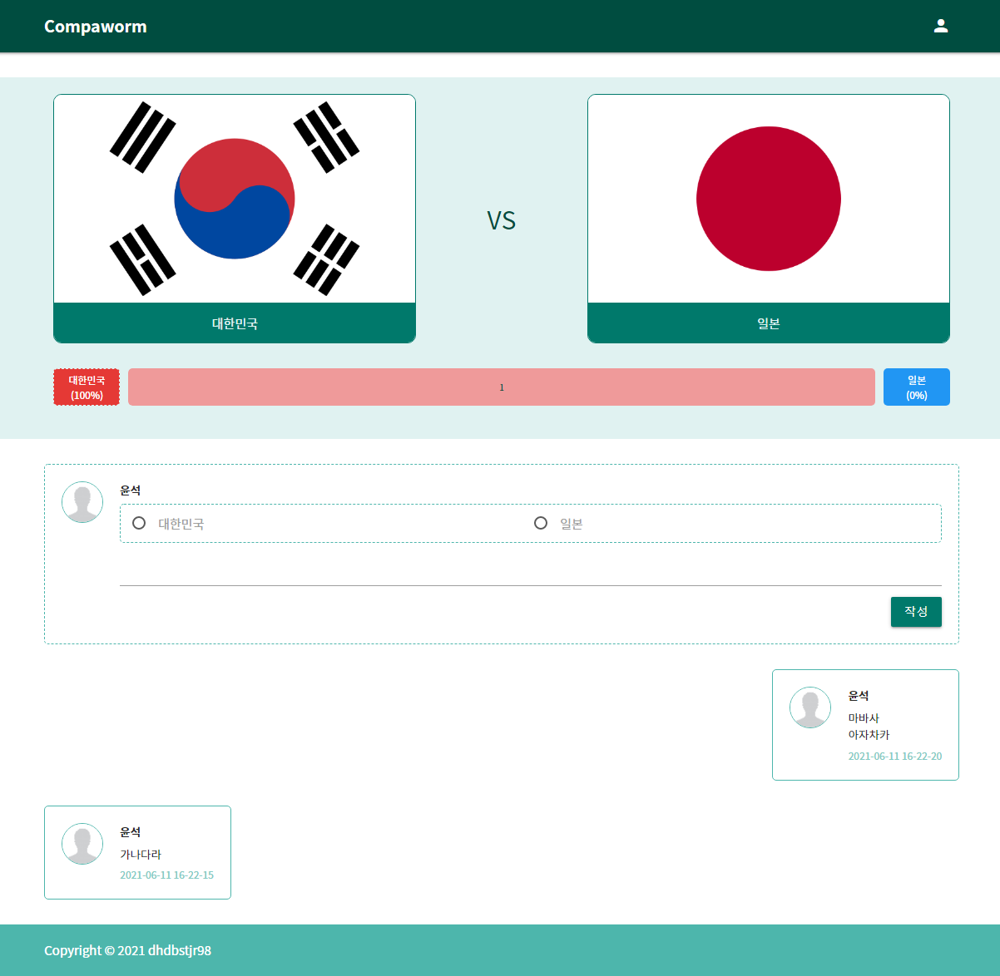 Compaworm
VS
대한민국
일본
대한민국
(100%)
1
일본
(0%)
윤석
대한민국
일본
작성
윤석
마바사
아자차카
2021-06-11 16-22-20
윤석
가나다라
2021-06-11 16-22-15
Copyright © 2021 dhdbstjr98